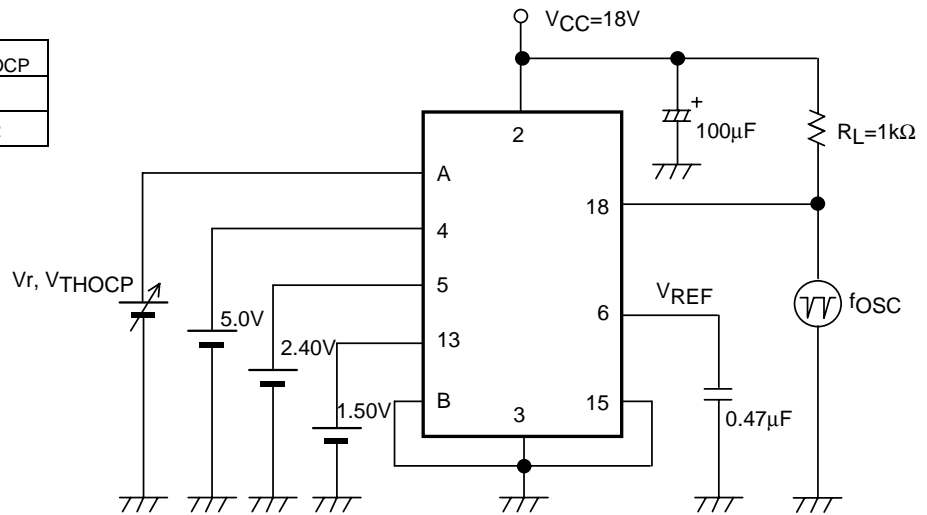 VCC=18V
+
100μF
RL=1kΩ
2
A
4
5
13
B
3
18
6
15
Vr, VTHOCP
5.0V
2.40V
1.50V
VREF
fOSC
0.47μF